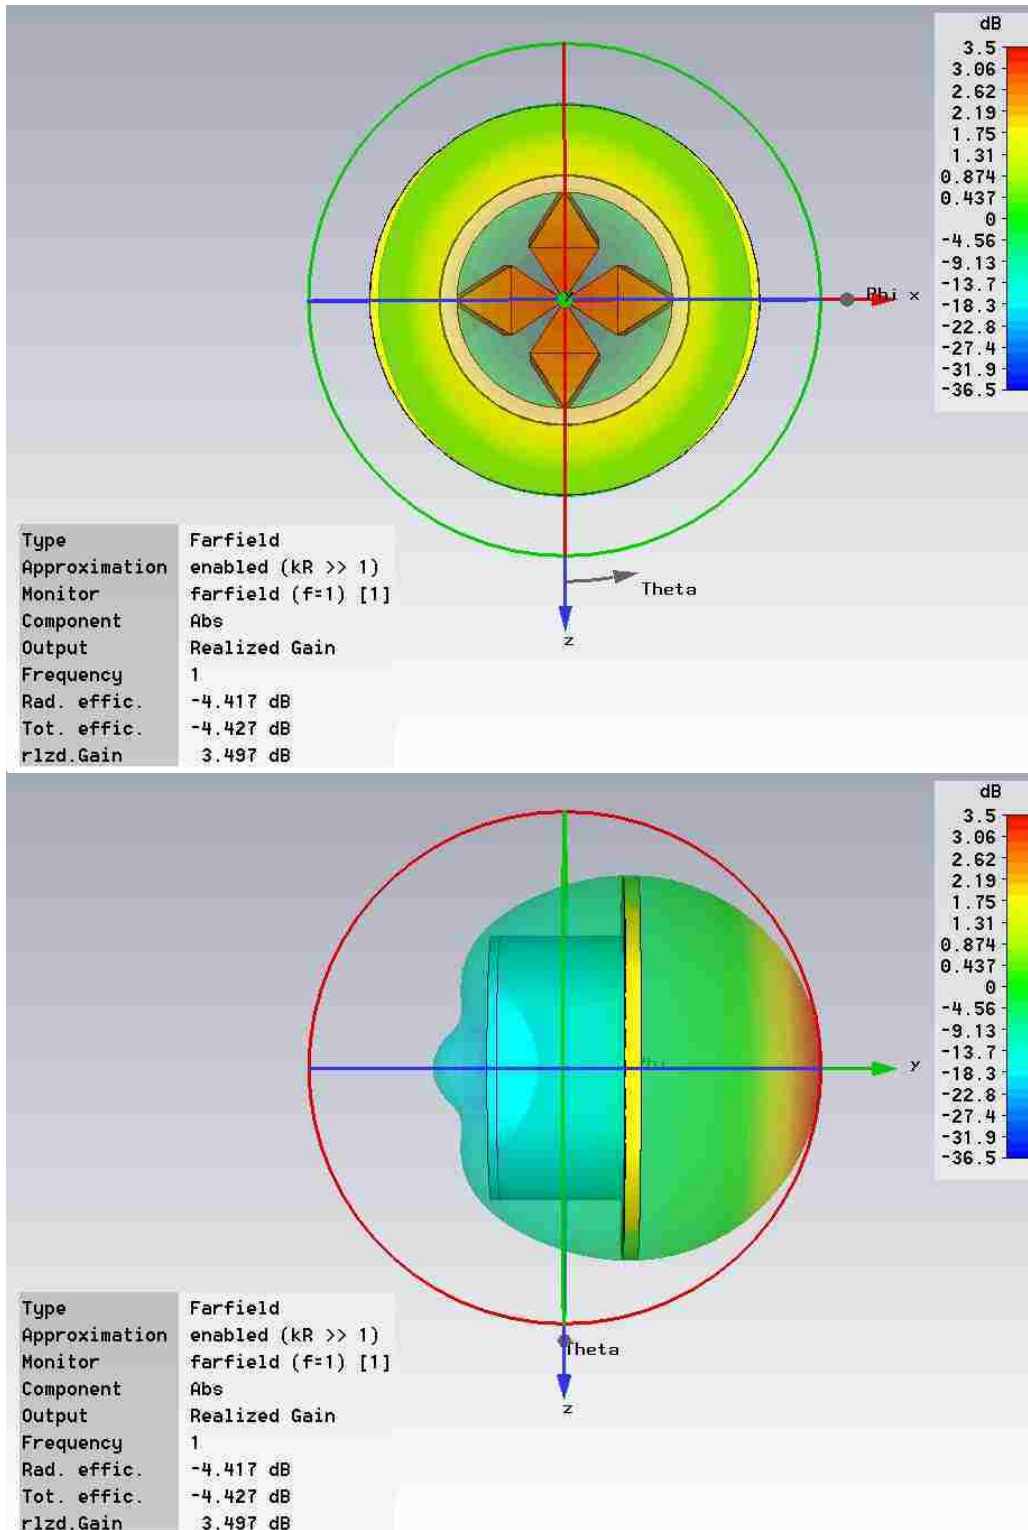 dB
3.5
3.06
2.62
2.19
1.75
1.31
0.874
0.437
0
-4.56
-9.13
-13.7
-18.3
-22.8
-27.4
-31.9
-36.5
Phi x
Theta
z
Type Farfield
Approximation enabled (kR >> 1)
Monitor farfield (f=1) [1]
Component Abs
Output Realized Gain
Frequency 1
Rad. effic. -4.417 dB
Tot. effic. -4.427 dB
rlzd.Gain 3.497 dB
dB
3.5
3.06
2.62
2.19
1.75
1.31
0.874
0.437
0
-4.56
-9.13
-13.7
-18.3
-22.8
-27.4
-31.9
-36.5
Phi
y
Theta
z
Type Farfield
Approximation enabled (kR >> 1)
Monitor farfield (f=1) [1]
Component Abs
Output Realized Gain
Frequency 1
Rad. effic. -4.417 dB
Tot. effic. -4.427 dB
rlzd.Gain 3.497 dB